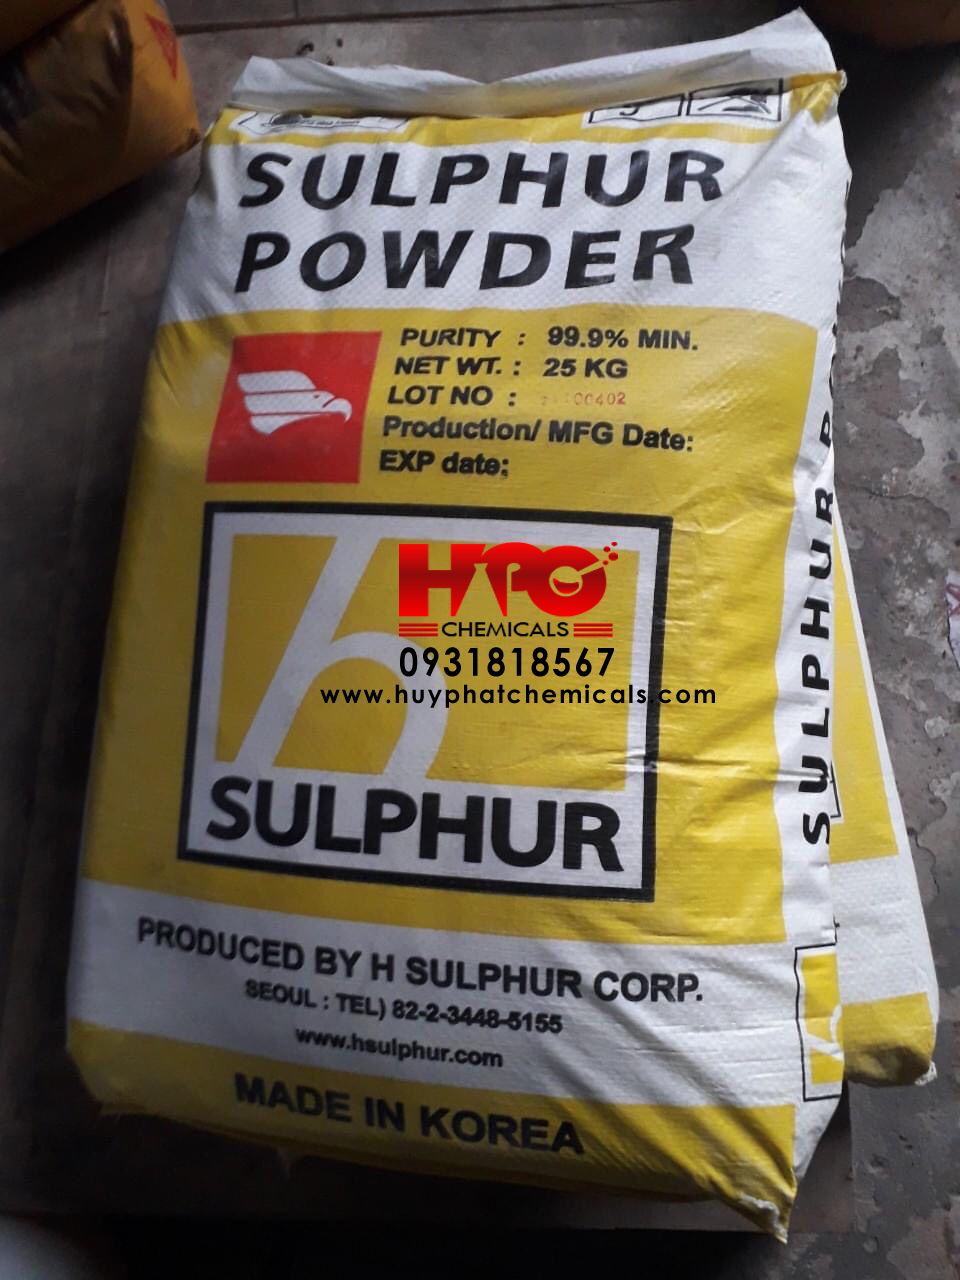 SULPHUR
POWDER
PURITY : 99.9% MIN.
NET WT. : 25 KG
LOT NO :
Production/ MFG Date:
EXP date;
HPC
CHEMICALS
0931818567
www.huyphatchemicals.com
h
SULPHUR
PRODUCED BY H SULPHUR CORP.
SEOUL : TEL) 82-2-3448-5155
www.hsulphur.com
MADE IN KOREA
SULPHUR